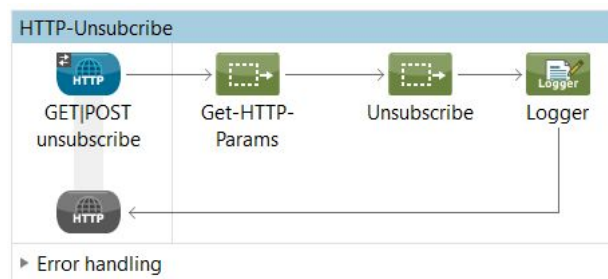 HTTP-Unsubcribe
HTTP
Logger
GET|POST
unsubscribe
Get-HTTP-
Params
Unsubscribe
Logger
HTTP
Error handling